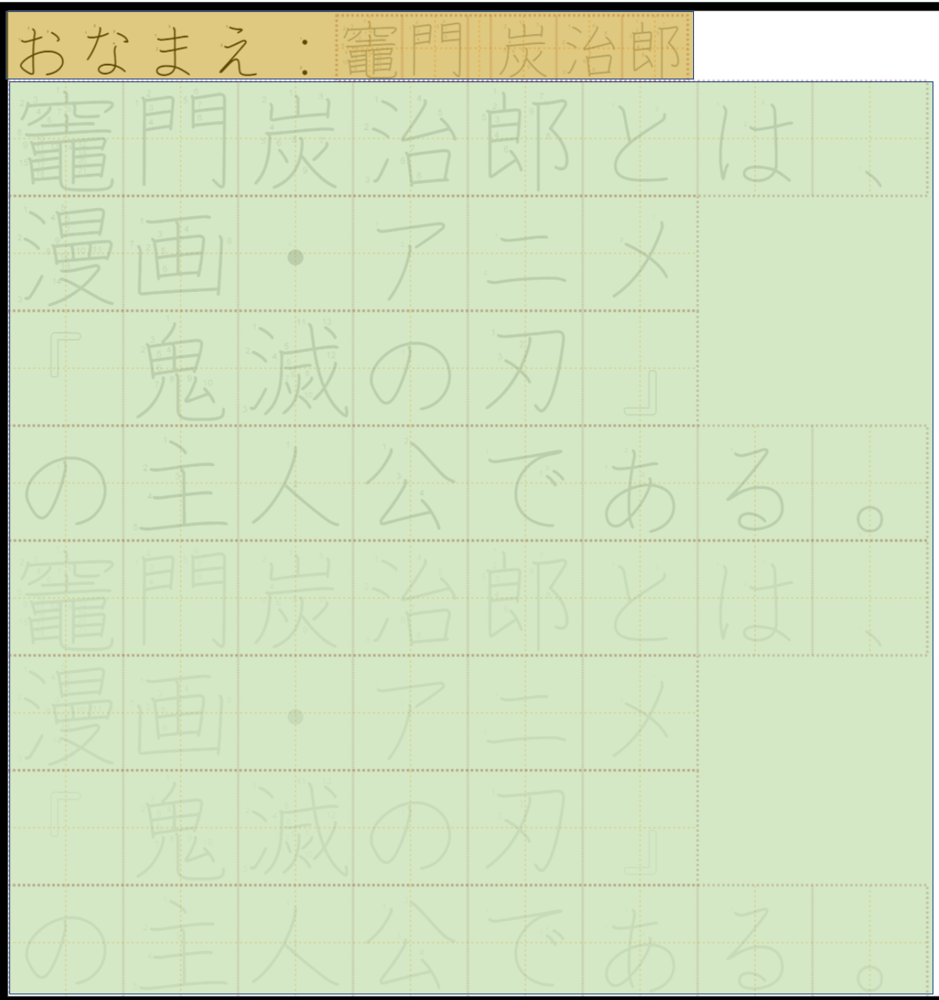 おなまえ：竈門炭治郎
竈門炭治郎とは、
漫画・アニメ
『鬼滅の刃』
の主人公である。
竈門炭治郎とは、
漫画・アニメ
『鬼滅の刃』
の主人公である。